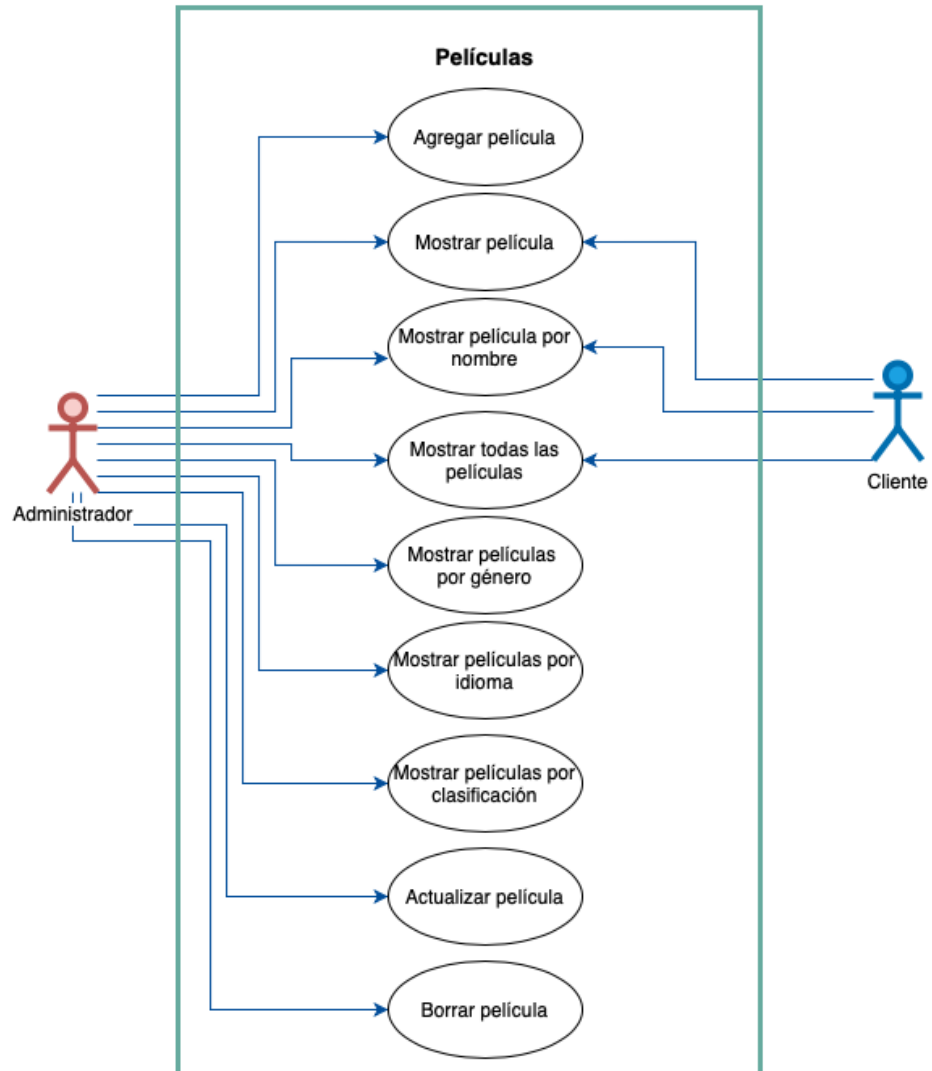 Películas
Agregar película
Mostrar película
Mostrar película por
nombre
Mostrar todas las
películas
Administrador
Cliente
Mostrar películas
por género
Mostrar películas por
idioma
Mostrar películas por
clasificación
Actualizar película
Borrar película